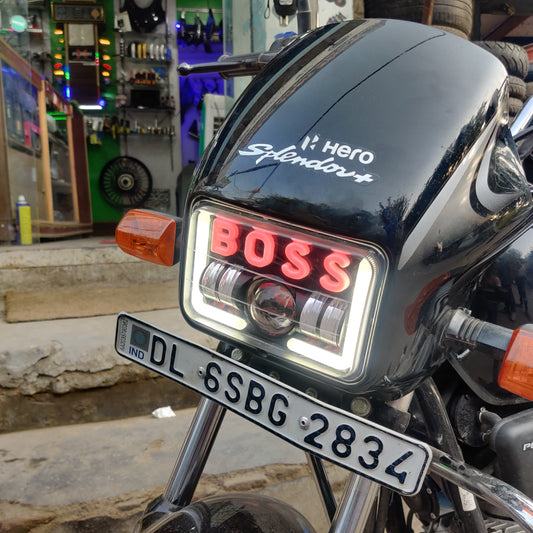 Hero
Splendor+
BOSS
IND
DL 6SBG 2834